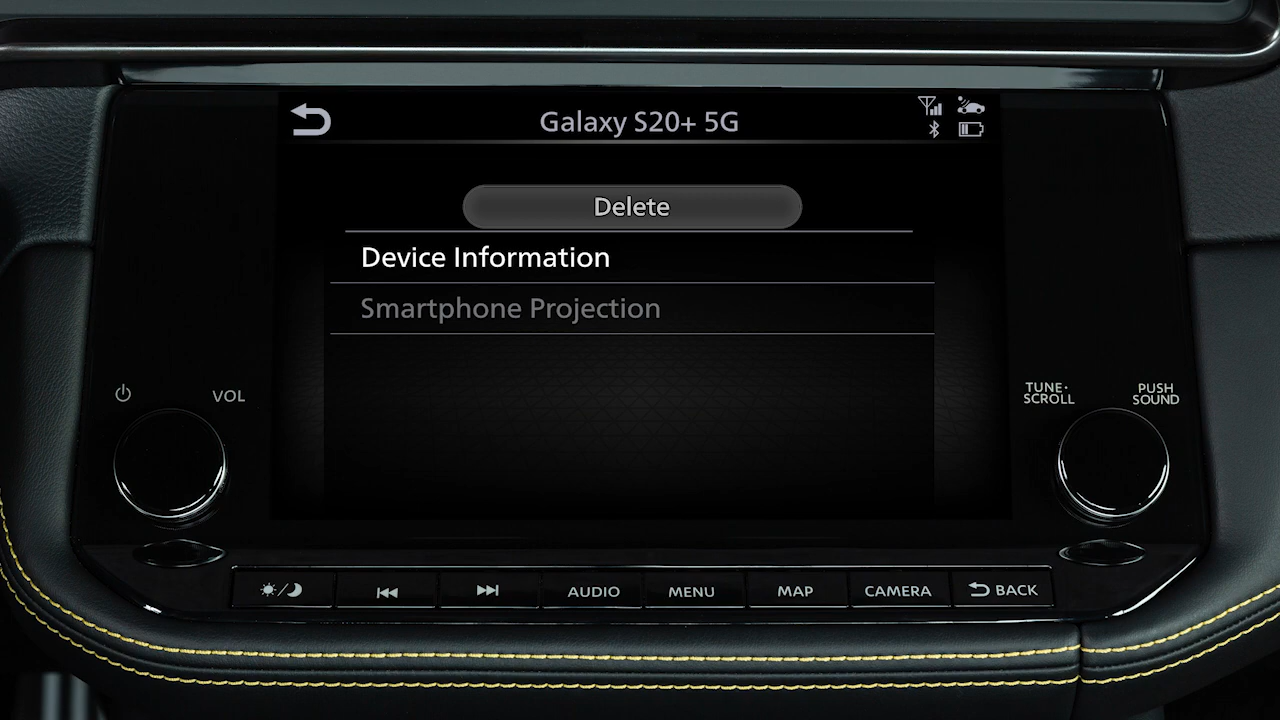 Galaxy S20+ 5G
Delete
Device Information
Smartphone Projection
VOL
TUNE·
SCROLL
PUSH
SOUND
AUDIO
MENU
MAP
CAMERA
BACK